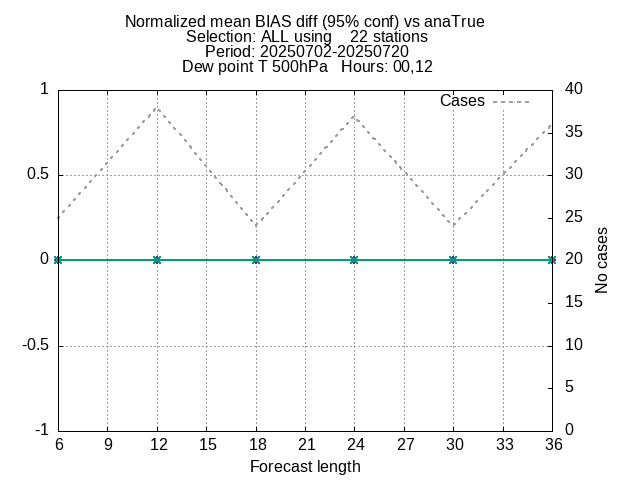 Normalized mean BIAS diff (95% conf) vs anaTrue
Selection: ALL using    22 stations
Period: 20250702-20250720
Dew point T 500hPa   Hours: 00,12
Cases
1
0.5
0
-0.5
-1
40
35
30
25
20
15
10
5
0
No cases
6 9 12 15 18 21 24 27 30 33 36
Forecast length